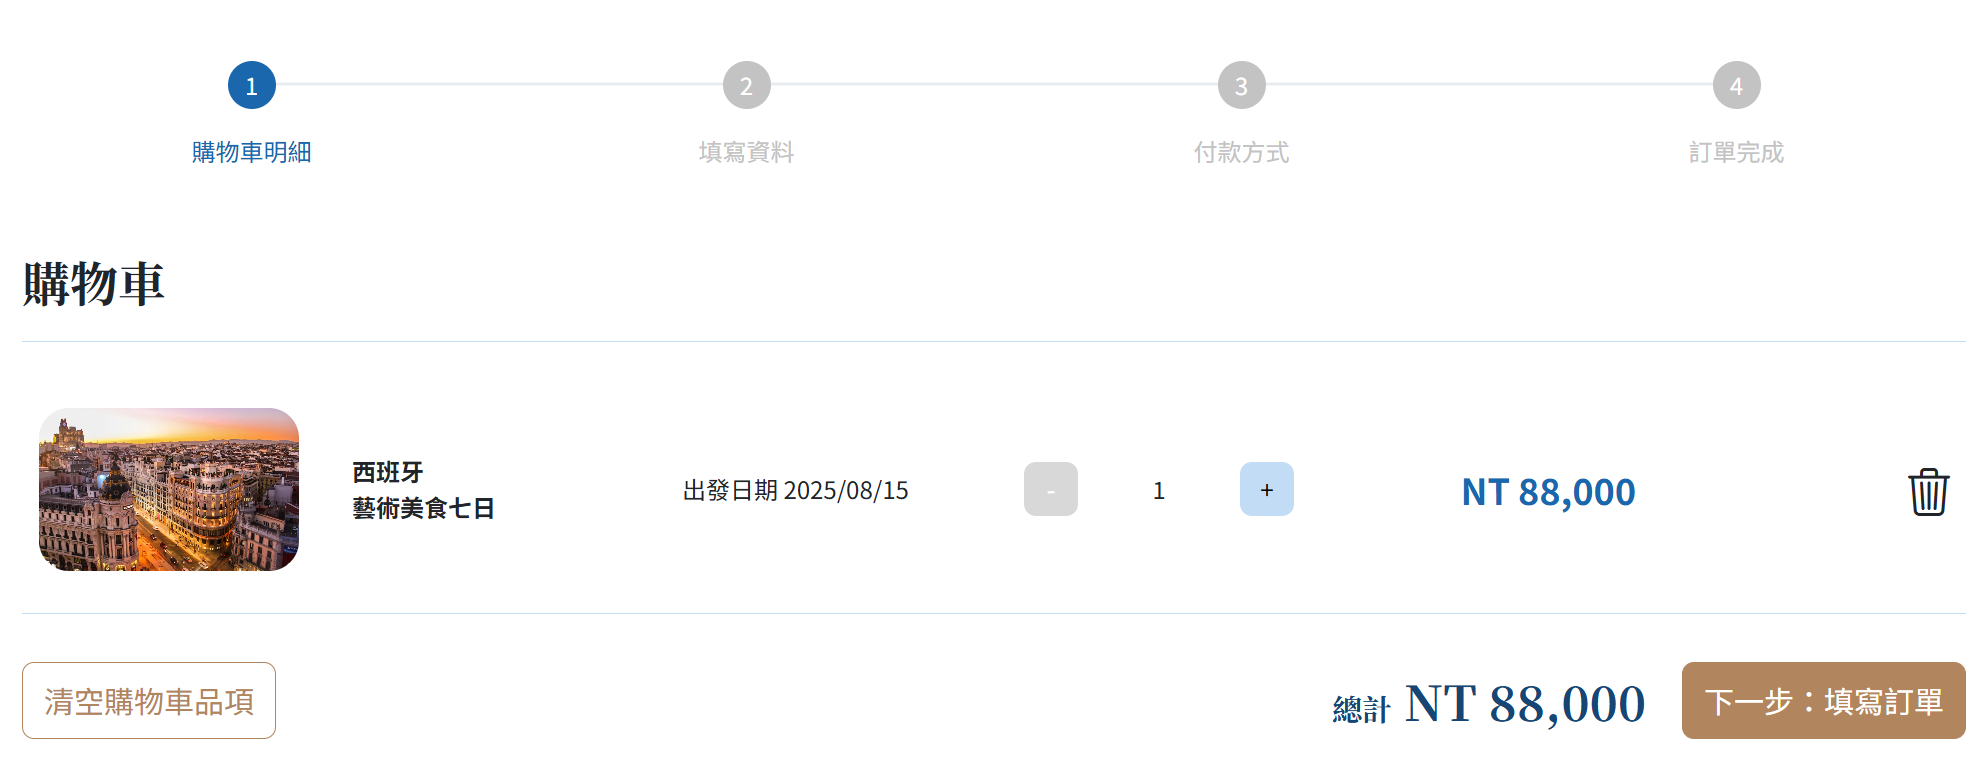 1
2
3
4
購物車明細
填寫資料
付款方式
訂單完成
購物車
西班牙
藝術美食七日
出發日期 2025/08/15
-
1
+
NT 88,000
清空購物車品項
總計 NT 88,000
下一步：填寫訂單